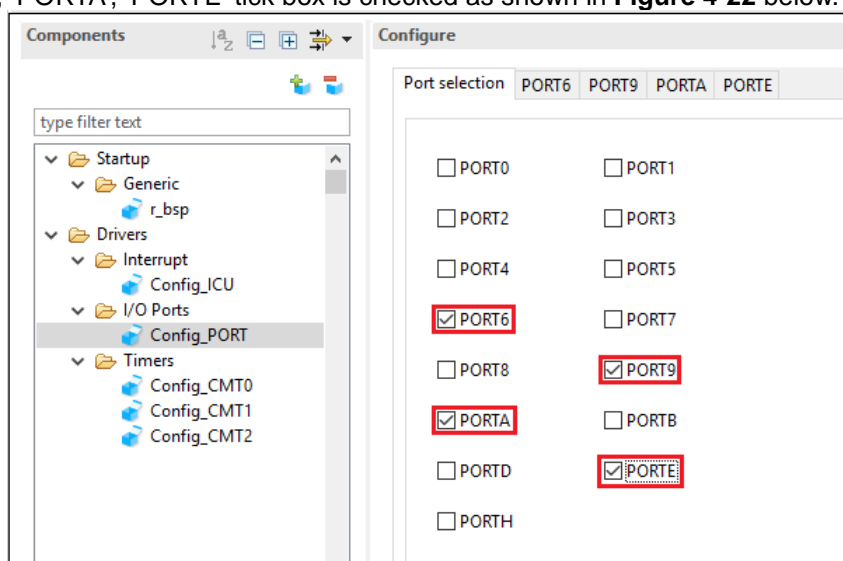 , 'PORTA', 'PORTE' tick box is checked as shown in Figure 4-22 below.
Components
Configure
Port selection PORT6 PORT9 PORTA PORTE
type filter text
Startup
Generic
r_bsp
Drivers
Interrupt
Config_ICU
I/O Ports
Config_PORT
Timers
Config_CMT0
Config_CMT1
Config_CMT2
PORT0 PORT1
PORT2 PORT3
PORT4 PORT5
PORT6 PORT7
PORT8 PORT9
PORTA PORTB
PORTD PORTE
PORTH